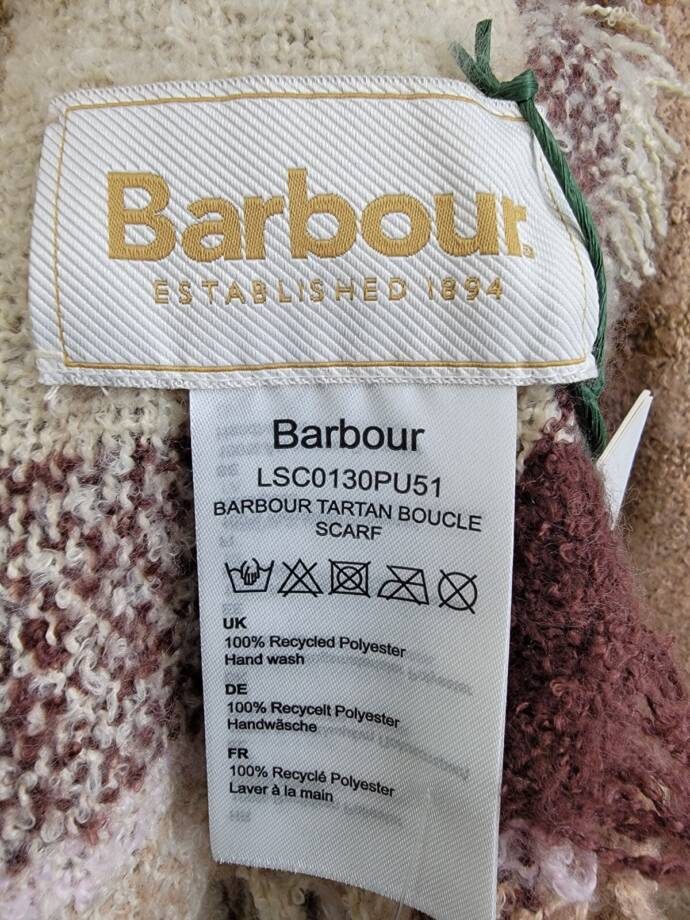 Barbour
ESTABLISHED 1894
Barbour
LSC0130PU51
BARBOUR TARTAN BOUCLE
SCARF
UK
100% Recycled Polyester
Hand wash
DE
100% Recycelt Polyester
Handwäsche
FR
100% Recyclé Polyester
Laver à la main